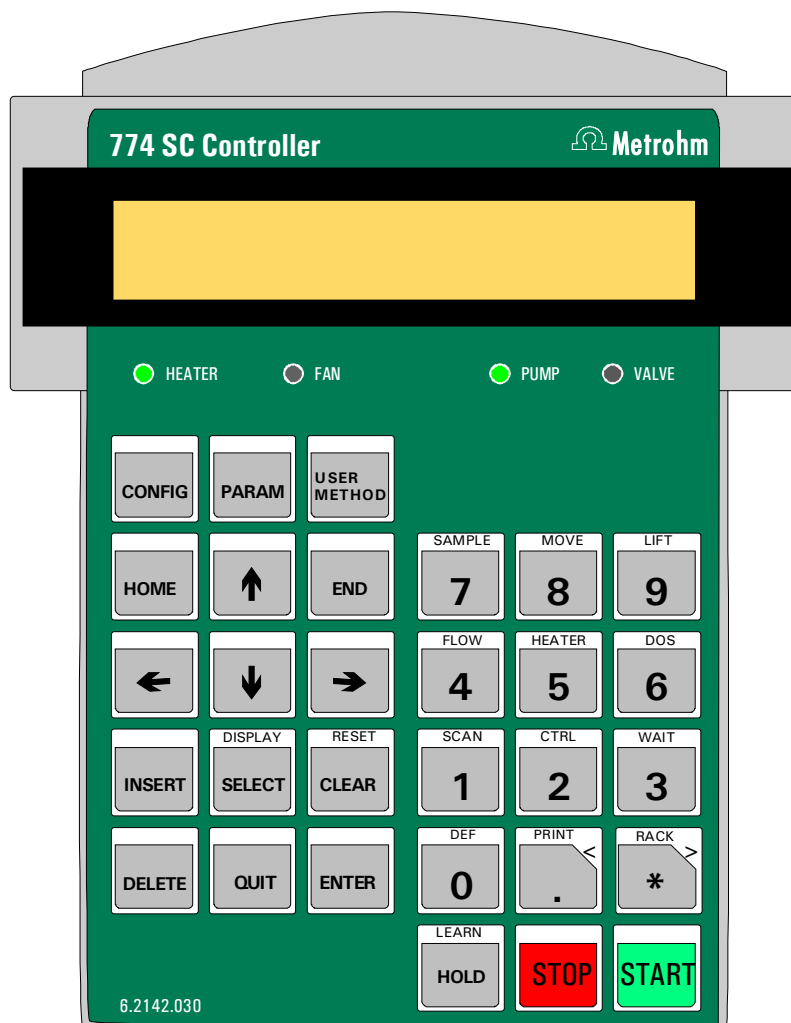 774 SC Controller Metrohm
HEATER FAN PUMP VALVE
CONFIG PARAM USER METHOD
SAMPLE MOVE LIFT
HOME END 7 8 9
FLOW HEATER DOS
4 5 6
DISPLAY RESET SCAN CTRL WAIT
INSERT SELECT CLEAR 1 2 3
DEF PRINT < RACK >
DELETE QUIT ENTER 0 . *
LEARN
HOLD STOP START
6.2142.030